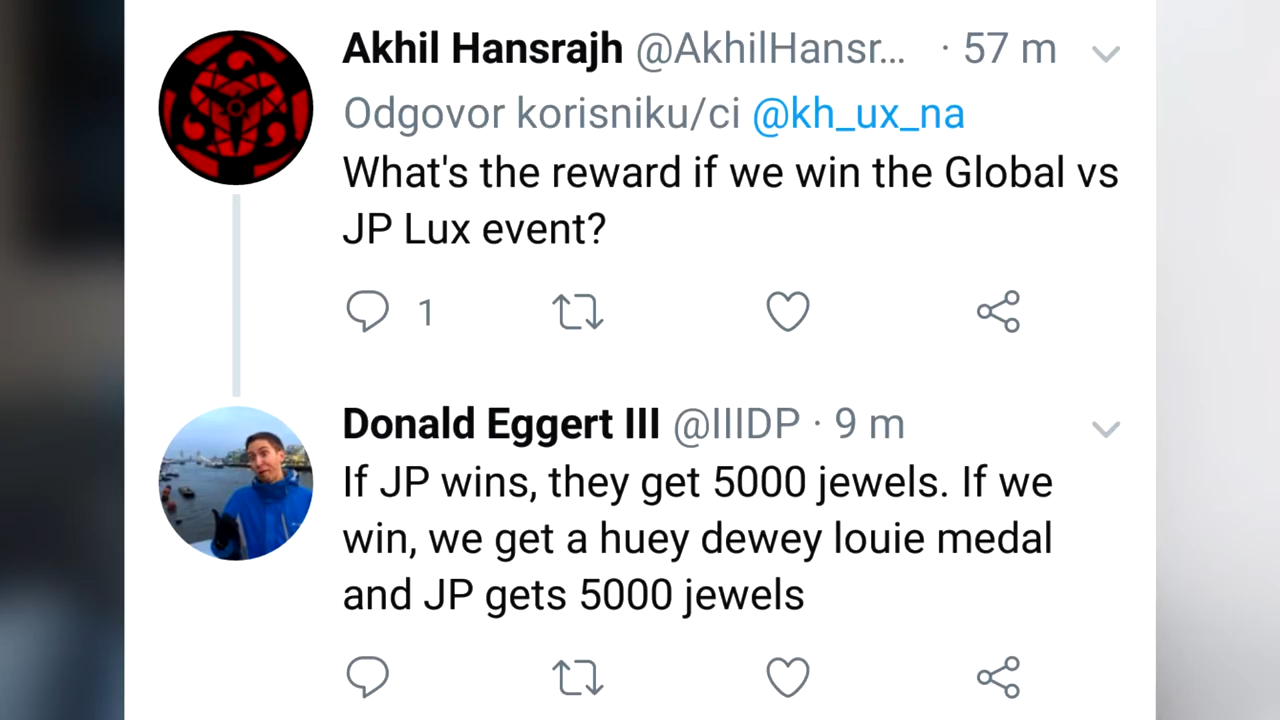 Akhil Hansrajh @AkhilHansr... · 57 m
Odgovor korisniku/ci @kh_ux_na
What's the reward if we win the Global vs
JP Lux event?
1
Donald Eggert III @IIIDP · 9 m
If JP wins, they get 5000 jewels. If we
win, we get a huey dewey louie medal
and JP gets 5000 jewels